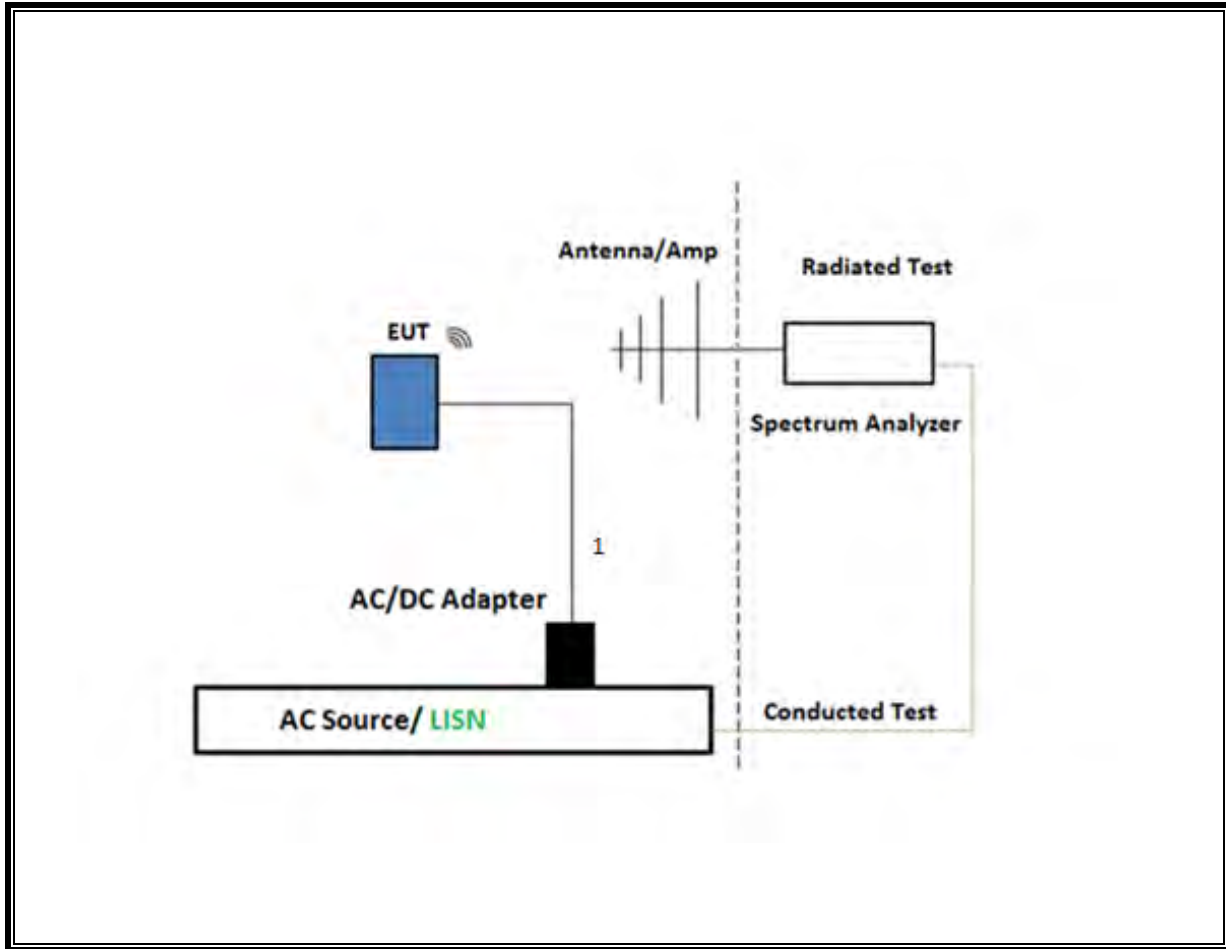 Antenna/Amp
Radiated Test
EUT
Spectrum Analyzer
1
AC/DC Adapter
AC Source/ LISN
Conducted Test